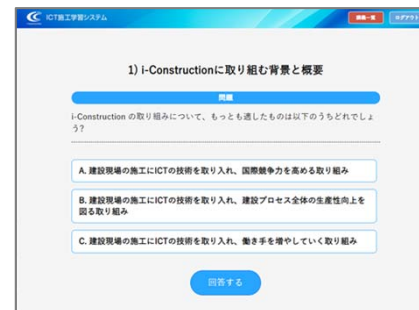 ICT施工学習システム
講義一覧
ログアウト
1) i-Constructionに取り組む背景と概要
問題
i-Construction の取り組みについて、もっとも適したものは以下のうちどれでしょ
う?
A. 建設現場の施工にICTの技術を取り入れ、国際競争力を高める取り組み
B. 建設現場の施工にICTの技術を取り入れ、建設プロセス全体の生産性向上を
図る取り組み
C. 建設現場の施工にICTの技術を取り入れ、働き手を増やしていく取り組み
回答する